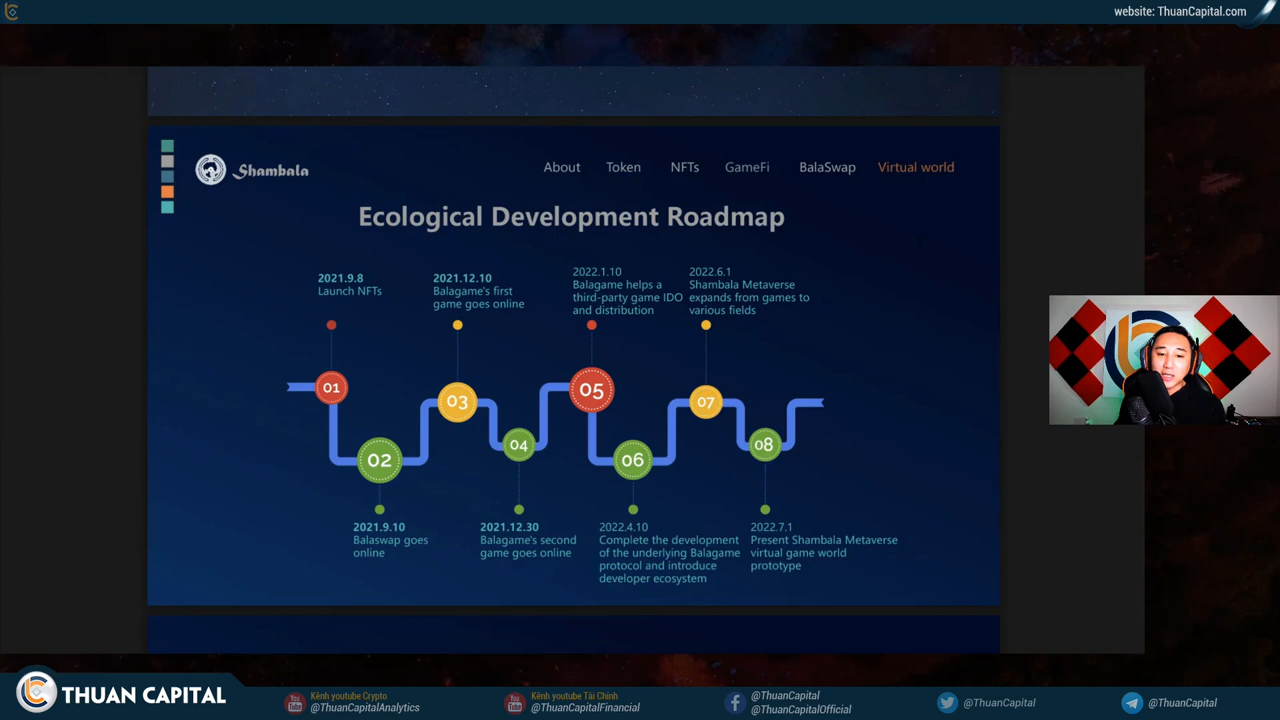 website: ThuanCapital.com
Shambala
About Token NFTs GameFi BalaSwap Virtual world
Ecological Development Roadmap
2021.9.8
Launch NFTs
2021.12.10
Balagame's first
game goes online
2022.1.10
Balagame helps a
third-party game IDO
and distribution
2022.6.1
Shambala Metaverse
expands from games to
various fields
01
02
03
04
05
06
07
08
2021.9.10
Balaswap goes
online
2021.12.30
Balagame's second
game goes online
2022.4.10
Complete the development
of the underlying Balagame
protocol and introduce
developer ecosystem
2022.7.1
Present Shambala Metaverse
virtual game world
prototype
THUAN CAPITAL
Kênh youtube Crypto
@ThuanCapitalAnalytics
Kênh youtube Tài Chính
@ThuanCapitalFinancial
@ThuanCapital
@ThuanCapitalOfficial
@ThuanCapital
@ThuanCapital